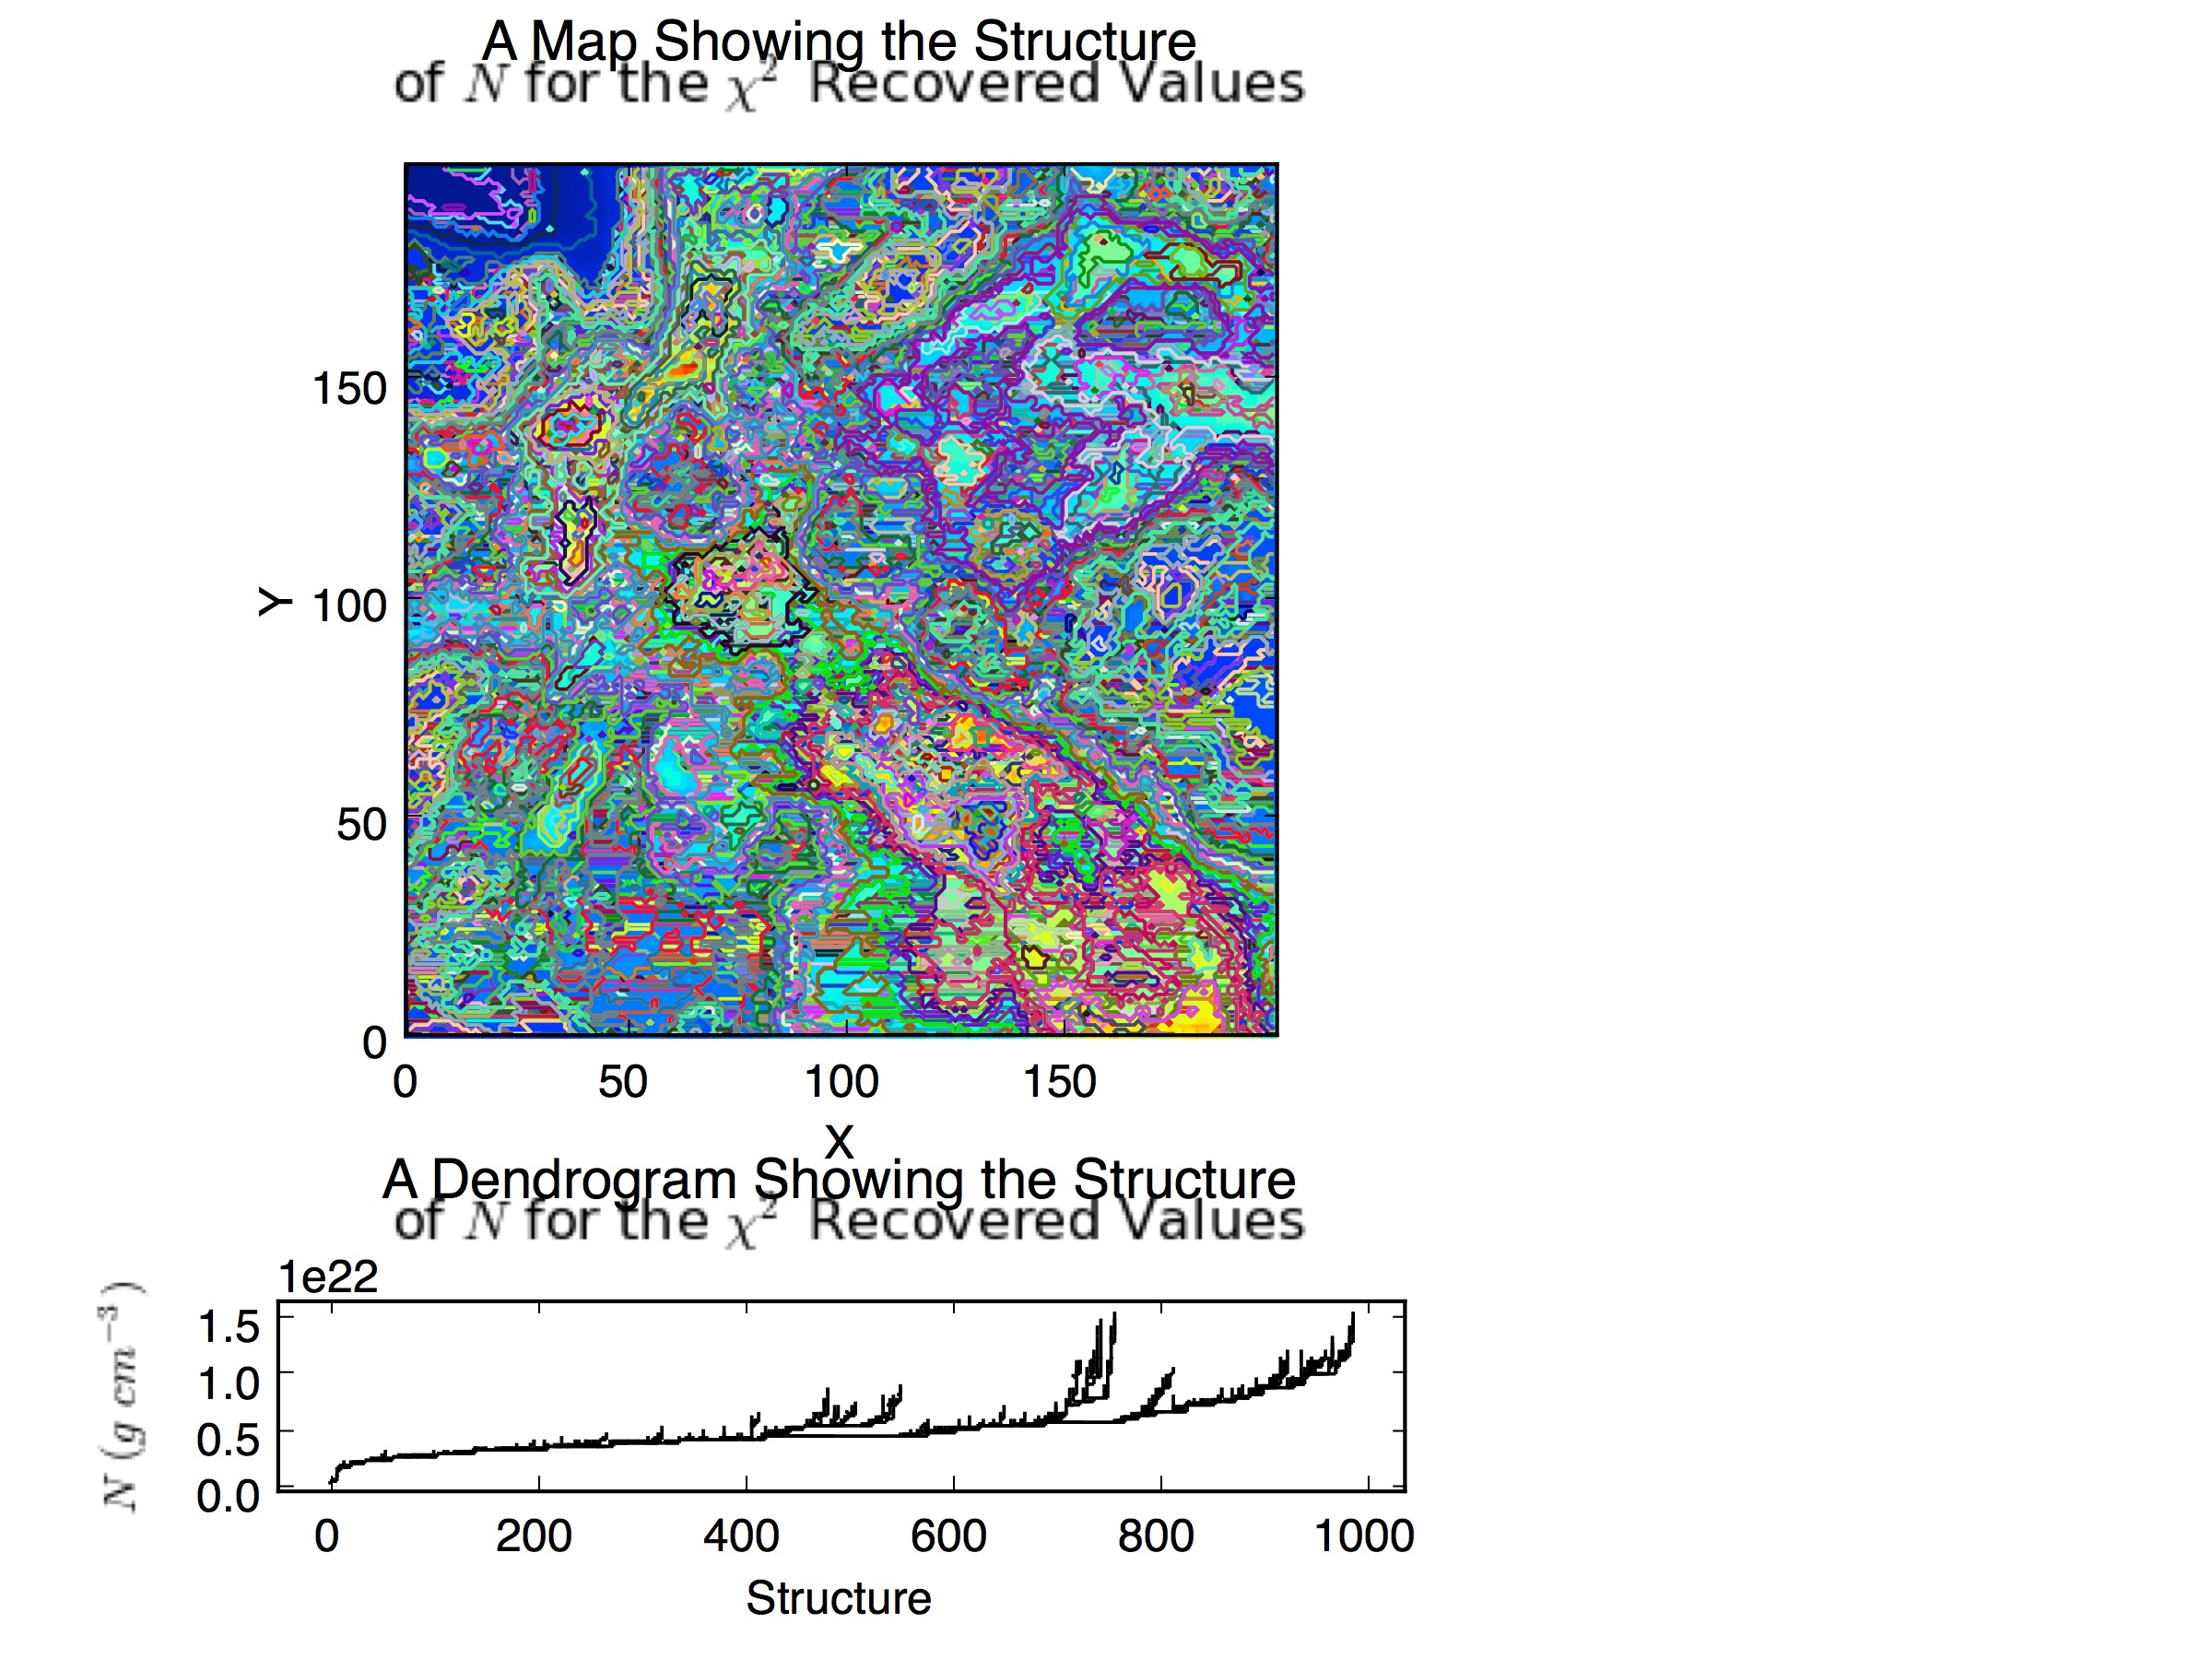 A Map Showing the Structure
of N for the χ² Recovered Values
150
100
50
0
Y
0 50 100 150
X
A Dendrogram Showing the Structure
of N for the χ² Recovered Values
1e22
1.5
1.0
0.5
0.0
N (g cm⁻³)
0 200 400 600 800 1000
Structure